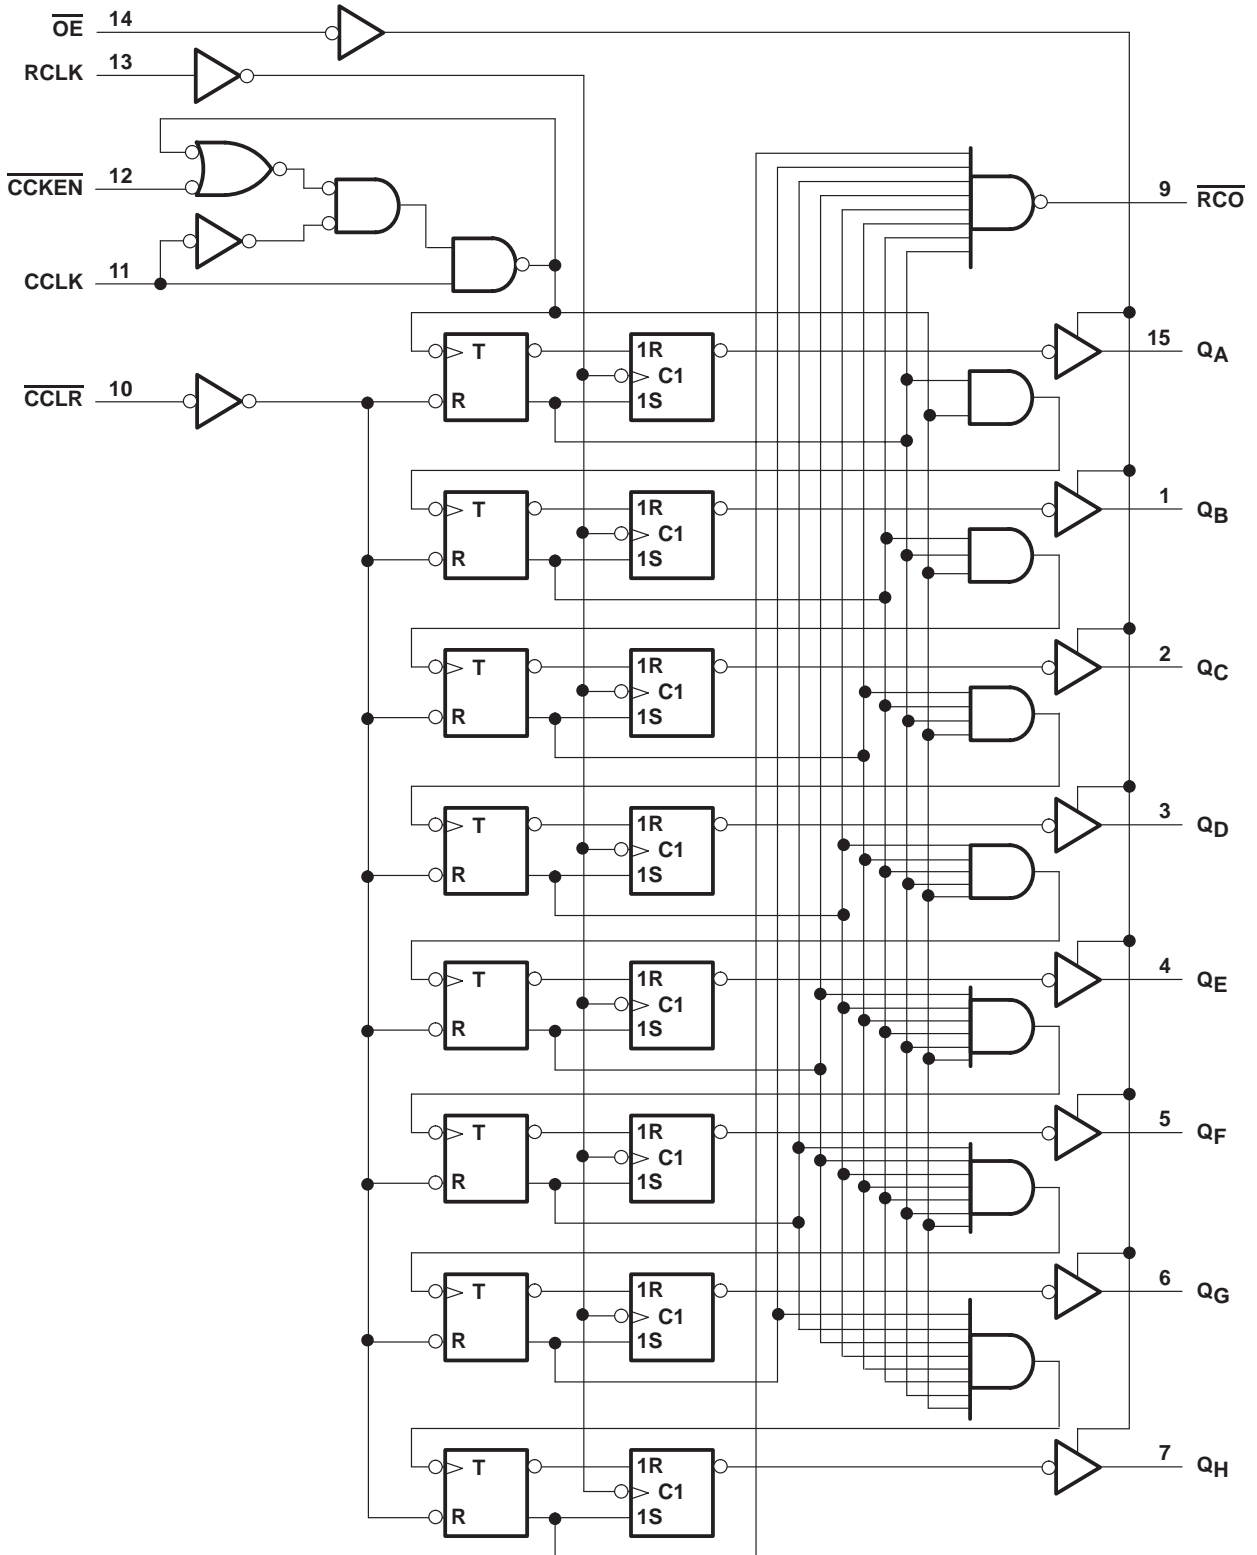 OE 14
RCLK 13
CCKEN 12
CCLK 11
9 RCO
T 1R
C1
R 1S
15 QA
CCLR 10
T 1R
C1
R 1S
1 QB
T 1R
C1
R 1S
2 QC
T 1R
C1
R 1S
3 QD
T 1R
C1
R 1S
4 QE
T 1R
C1
R 1S
5 QF
T 1R
C1
R 1S
6 QG
T 1R
C1
R 1S
7 QH